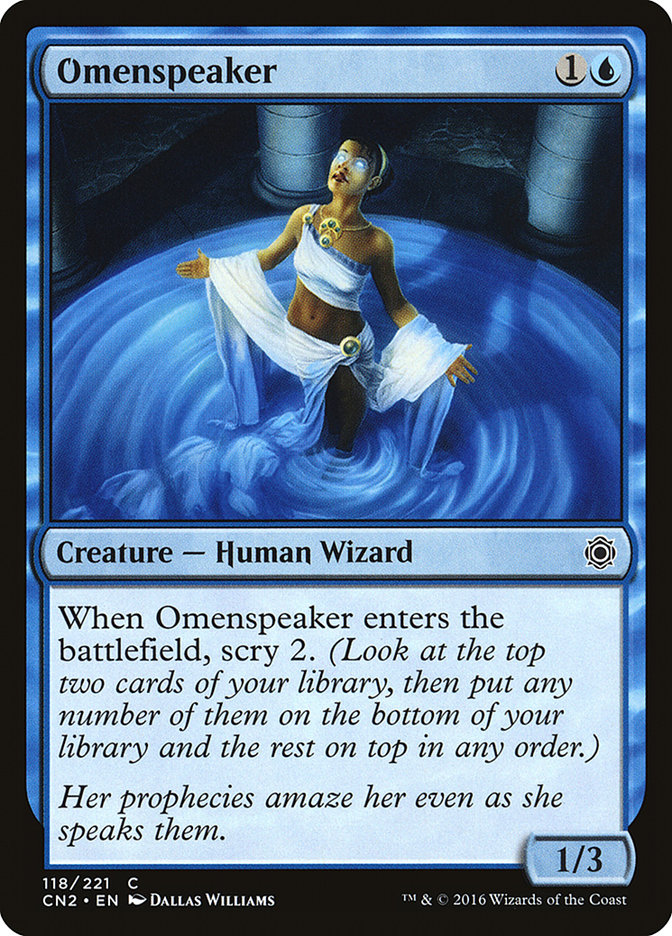 Omenspeaker 1
Creature — Human Wizard
When Omenspeaker enters the
battlefield, scry 2. (Look at the top
two cards of your library, then put any
number of them on the bottom of your
library and the rest on top in any order.)
Her prophecies amaze her even as she
speaks them.
1/3
118/221 C
CN2 • EN Dallas Williams
™ & © 2016 Wizards of the Coast